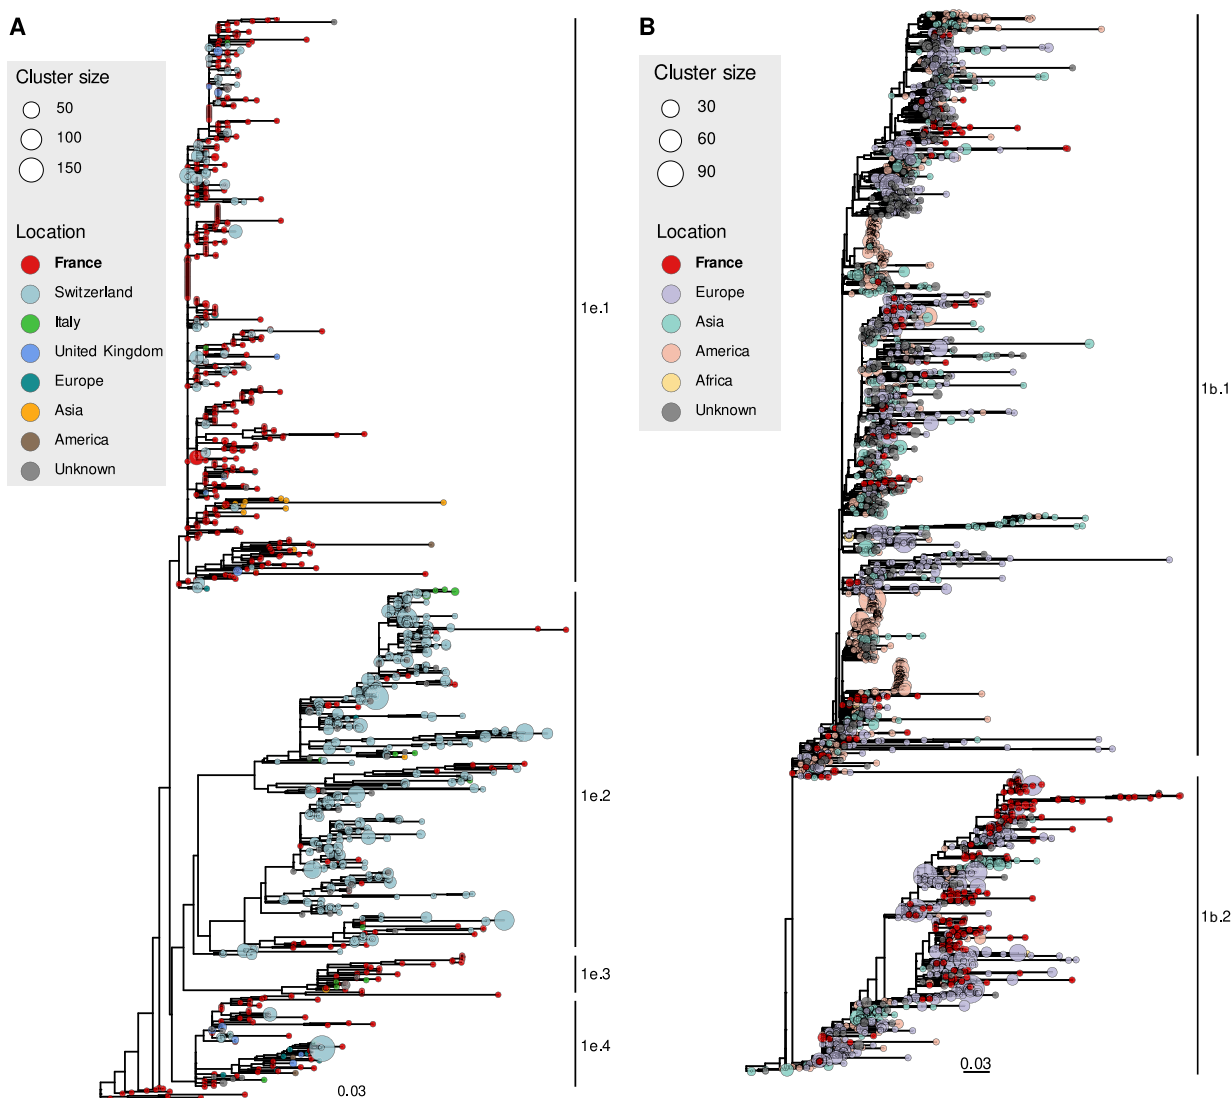 A
Cluster size
50
100
150
Location
France
Switzerland
Italy
United Kingdom
Europe
Asia
America
Unknown
1e.1
1e.2
1e.3
1e.4
0.03
B
Cluster size
30
60
90
Location
France
Europe
Asia
America
Africa
Unknown
1b.1
1b.2
0.03